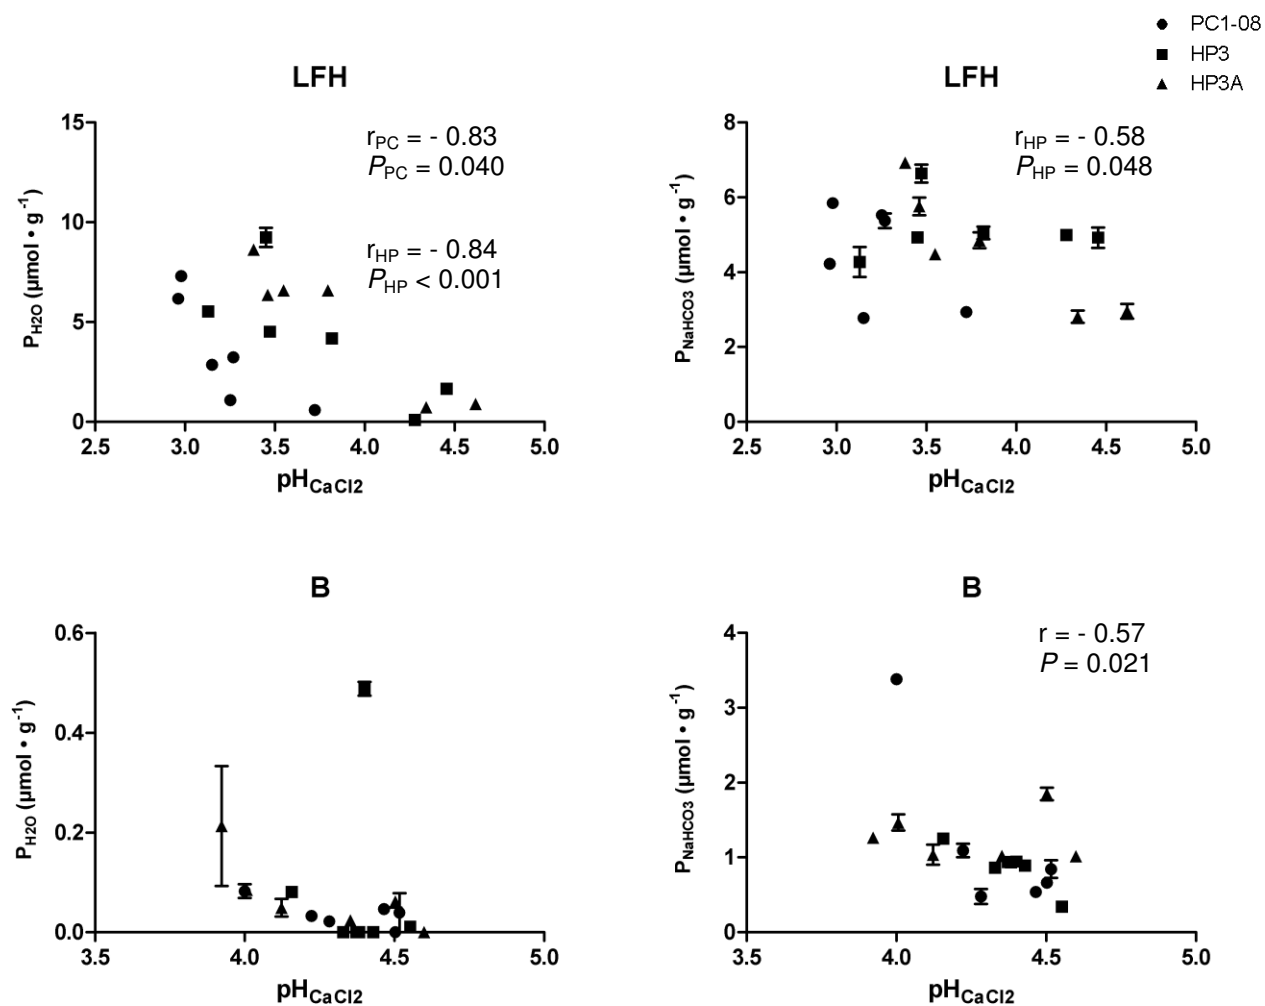 PC1-08
HP3
HP3A
LFH
15
10
5
0
P_H2O (µmol • g⁻¹)
r_PC = - 0.83
P_PC = 0.040
r_HP = - 0.84
P_HP < 0.001
2.5 3.0 3.5 4.0 4.5 5.0
pH_CaCl2
LFH
8
6
4
2
0
P_NaHCO3 (µmol • g⁻¹)
r_HP = - 0.58
P_HP = 0.048
2.5 3.0 3.5 4.0 4.5 5.0
pH_CaCl2
B
0.6
0.4
0.2
0.0
P_H2O (µmol • g⁻¹)
3.5 4.0 4.5 5.0
pH_CaCl2
B
4
3
2
1
0
P_NaHCO3 (µmol • g⁻¹)
r = - 0.57
P = 0.021
3.5 4.0 4.5 5.0
pH_CaCl2